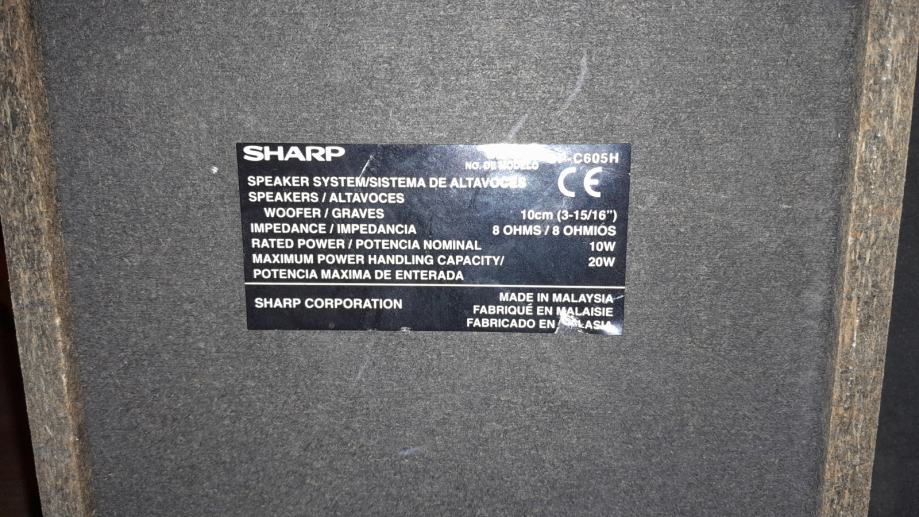 SHARP
NO. DE MODELO -C605H
SPEAKER SYSTEM/SISTEMA DE ALTAVOCES
CE
SPEAKERS / ALTAVOCES
WOOFER / GRAVES 10cm (3-15/16")
IMPEDANCE / IMPEDANCIA 8 OHMS / 8 OHMIOS
RATED POWER / POTENCIA NOMINAL 10W
MAXIMUM POWER HANDLING CAPACITY/ 20W
POTENCIA MAXIMA DE ENTERADA
SHARP CORPORATION
MADE IN MALAYSIA
FABRIQUÉ EN MALAISIE
FABRICADO EN